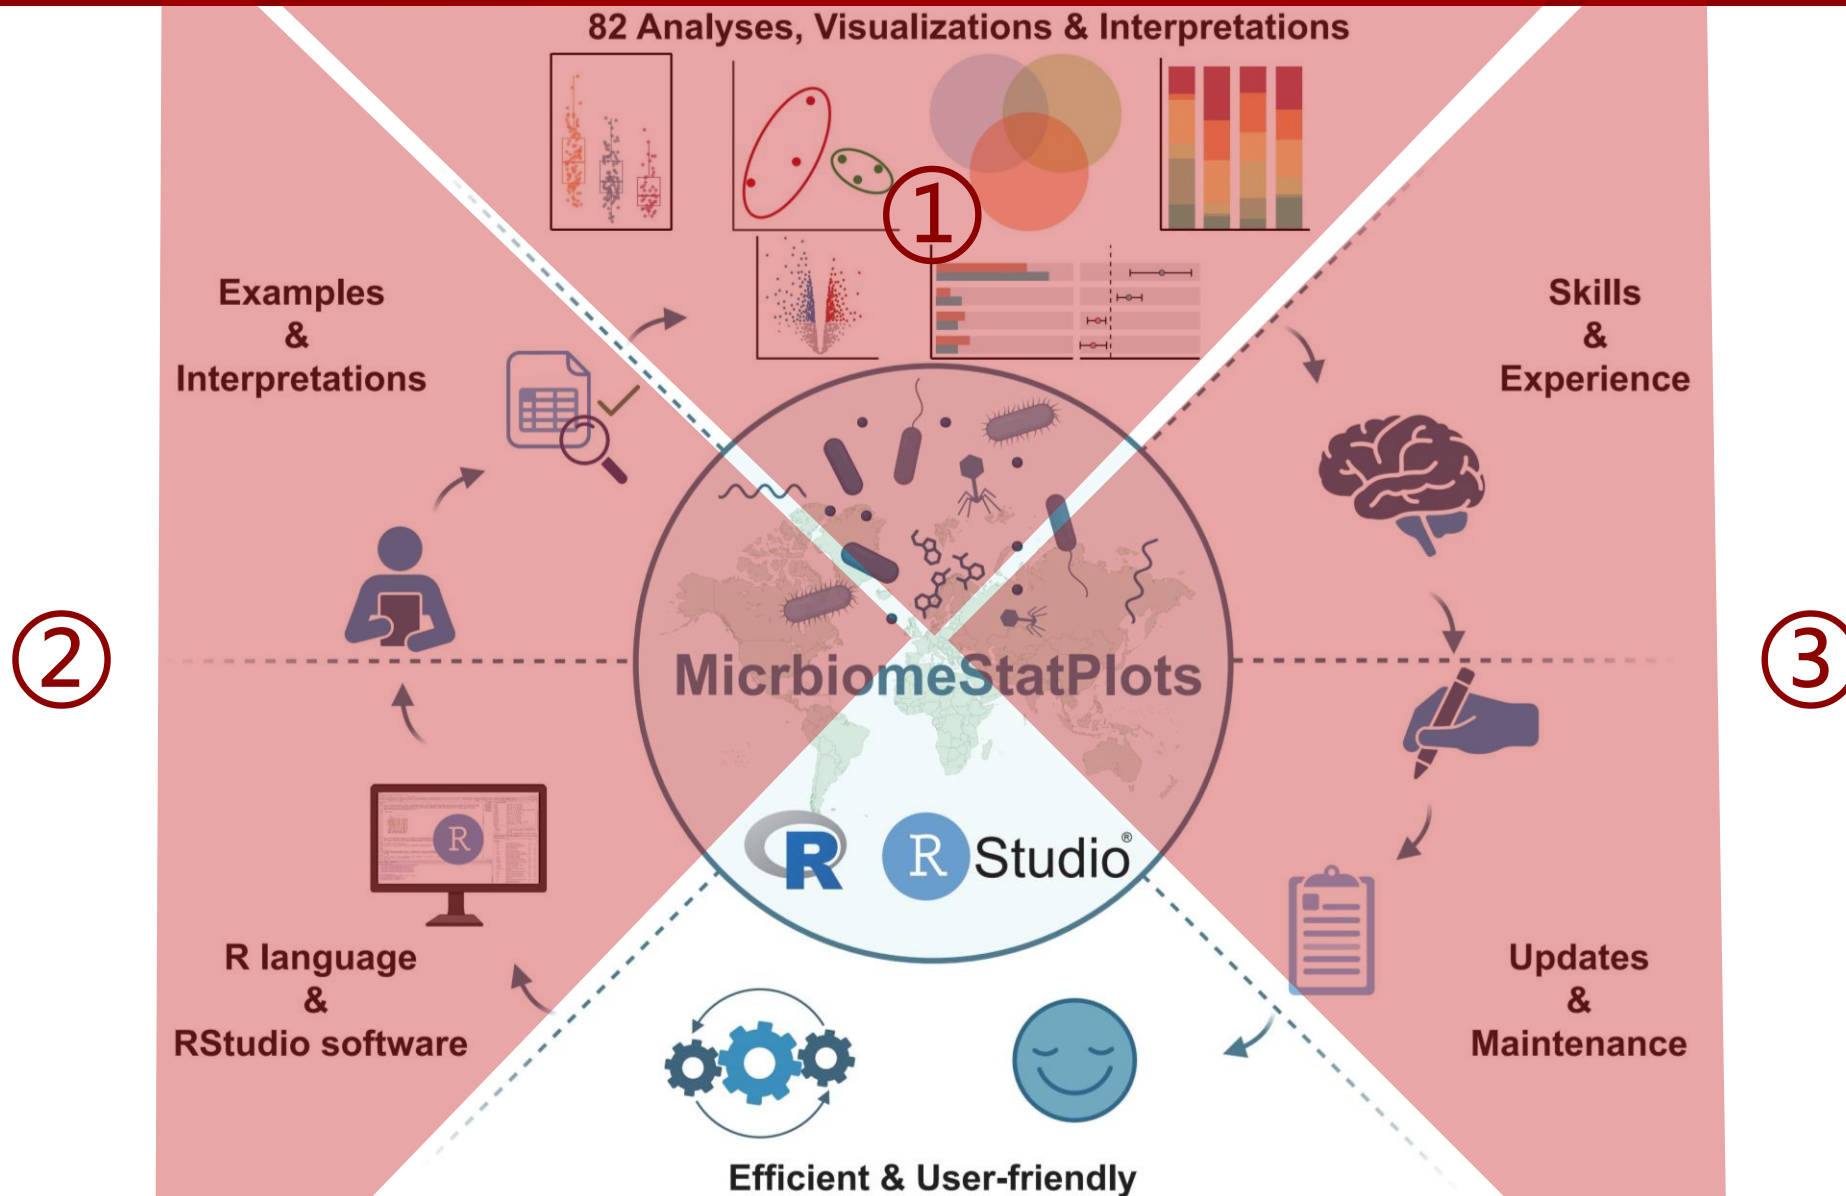 82 Analyses, Visualizations & Interpretations
①
Examples
&
Interpretations
Skills
&
Experience
②
③
MicrbiomeStatPlots
R
R Studio®
R
R language
&
RStudio software
Updates
&
Maintenance
Efficient & User-friendly